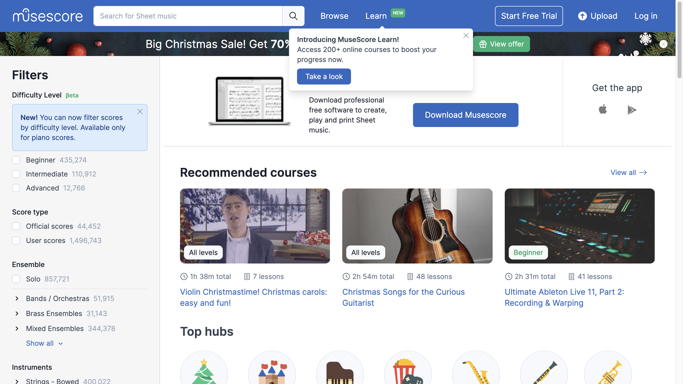 musescore
Search for Sheet music
Browse
Learn
NEW
Start Free Trial
Upload
Log in
Big Christmas Sale! Get 70%
View offer
Introducing MuseScore Learn!
Access 200+ online courses to boost your
progress now.
Take a look
Filters
Difficulty Level βeta
New! You can now filter scores
by difficulty level. Available only
for piano scores.
Beginner 435,274
Intermediate 110,912
Advanced 12,766
Score type
Official scores 44,452
User scores 1,496,743
Ensemble
Solo 857,721
Bands / Orchestras 51,915
Brass Ensembles 31,143
Mixed Ensembles 344,378
Show all
Instruments
Strings - Bowed 400,022
Download professional
free software to create,
play and print Sheet
music.
Download Musescore
Get the app
Recommended courses
View all
All levels
1h 38m total
7 lessons
Violin Christmastime! Christmas carols:
easy and fun!
All levels
2h 54m total
48 lessons
Christmas Songs for the Curious
Guitarist
Beginner
2h 31m total
41 lessons
Ultimate Ableton Live 11, Part 2:
Recording & Warping
Top hubs